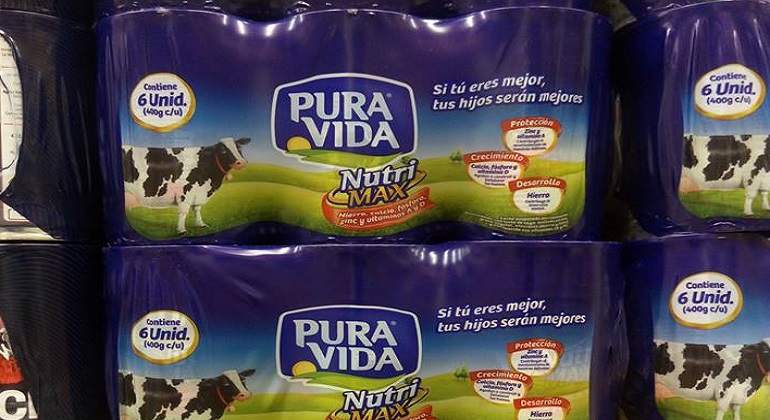 Contiene
6 Unid.
(400g c/u)
PURA
VIDA
Nutri
MAX
Hierro, calcio, fósforo,
zinc y vitaminas A y D
Si tú eres mejor,
tus hijos serán mejores
Protección
Zinc y
vitamina A
Crecimiento
Calcio, fósforo y
vitamina D
Desarrollo
Hierro
Contiene
6 Unid.
(400g c/u)
Contiene
6 Unid.
(400g c/u)
PURA
VIDA
Nutri
MAX
Si tú eres mejor,
tus hijos serán mejores
Protección
Zinc y
vitamina A
Crecimiento
Calcio, fósforo y
vitamina D
Desarrollo
Hierro
Contiene
6 Unid.
(400g c/u)